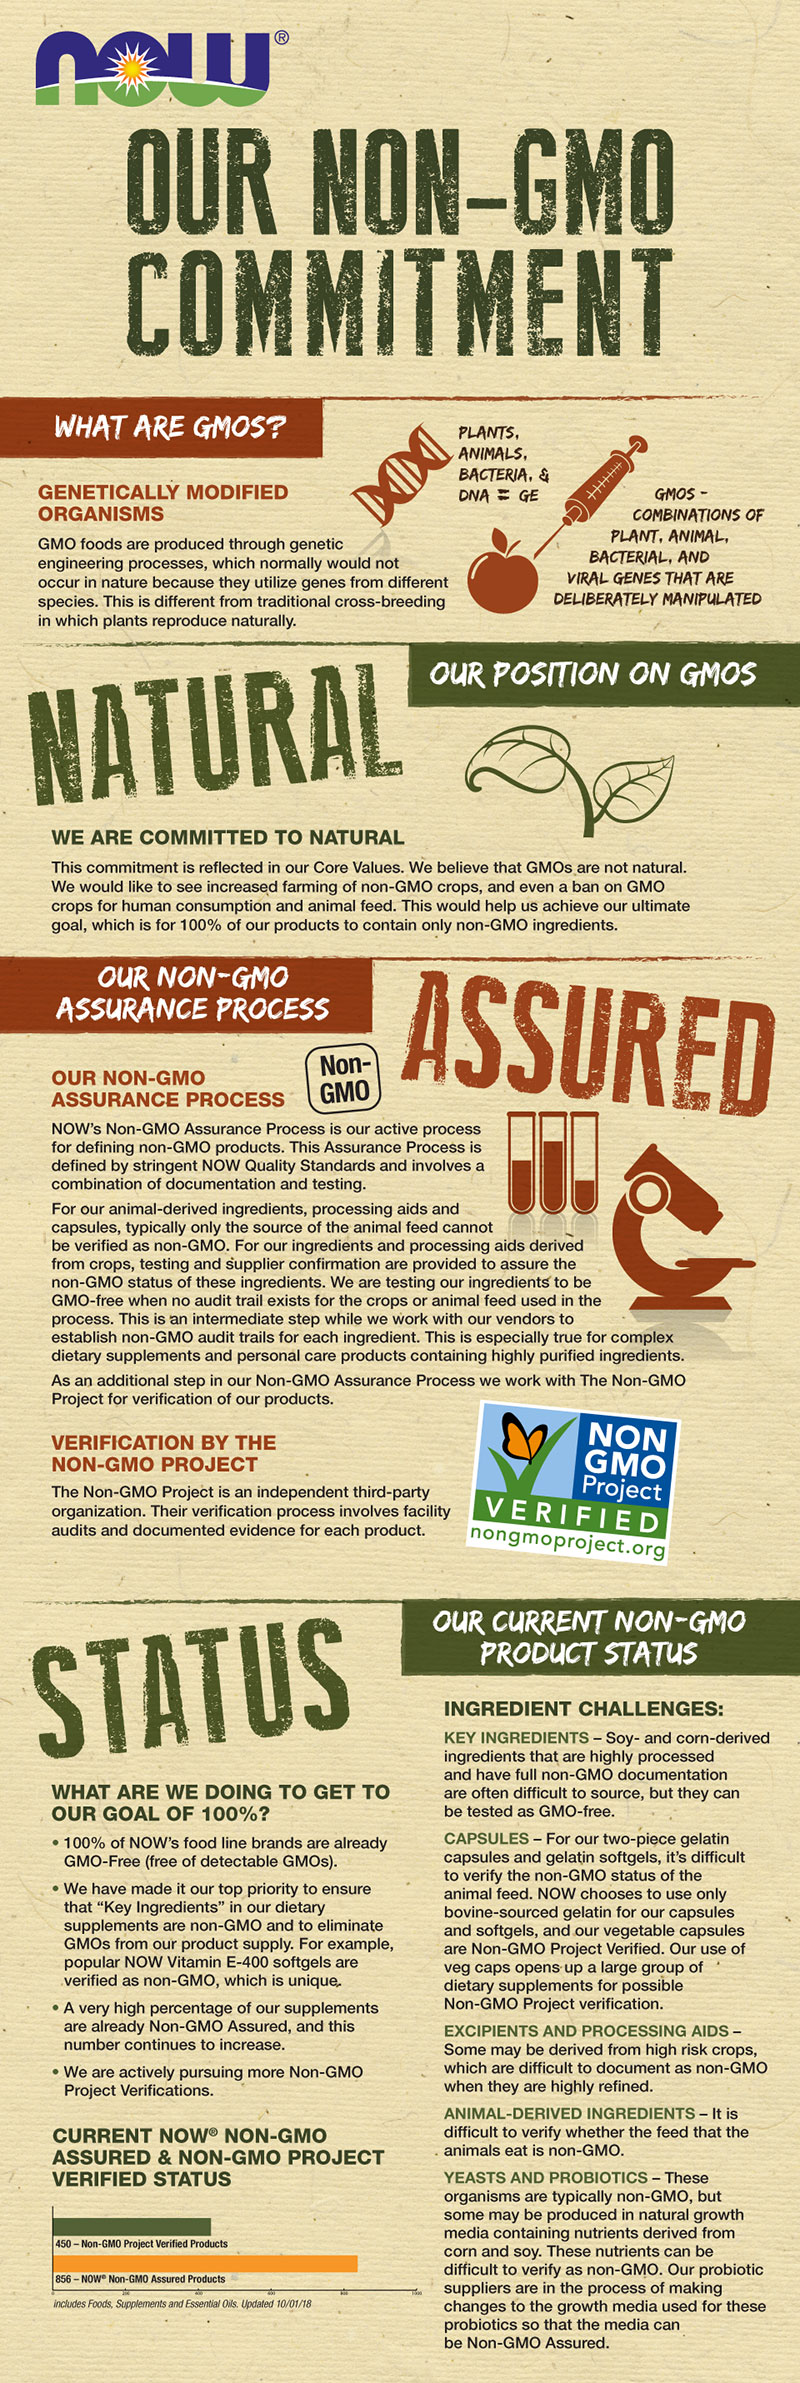 now®
OUR NON-GMO
COMMITMENT
WHAT ARE GMOS?
GENETICALLY MODIFIED
ORGANISMS
GMO foods are produced through genetic
engineering processes, which normally would not
occur in nature because they utilize genes from different
species. This is different from traditional cross-breeding
in which plants reproduce naturally.
PLANTS,
ANIMALS,
BACTERIA, &
DNA = GE
GMOS -
COMBINATIONS OF
PLANT, ANIMAL,
BACTERIAL, AND
VIRAL GENES THAT ARE
DELIBERATELY MANIPULATED
NATURAL
OUR POSITION ON GMOS
WE ARE COMMITTED TO NATURAL
This commitment is reflected in our Core Values. We believe that GMOs are not natural.
We would like to see increased farming of non-GMO crops, and even a ban on GMO
crops for human consumption and animal feed. This would help us achieve our ultimate
goal, which is for 100% of our products to contain only non-GMO ingredients.
OUR NON-GMO
ASSURANCE PROCESS
ASSURED
OUR NON-GMO
ASSURANCE PROCESS
Non-
GMO
NOW's Non-GMO Assurance Process is our active process
for defining non-GMO products. This Assurance Process is
defined by stringent NOW Quality Standards and involves a
combination of documentation and testing.
For our animal-derived ingredients, processing aids and
capsules, typically only the source of the animal feed cannot
be verified as non-GMO. For our ingredients and processing aids derived
from crops, testing and supplier confirmation are provided to assure the
non-GMO status of these ingredients. We are testing our ingredients to be
GMO-free when no audit trail exists for the crops or animal feed used in the
process. This is an intermediate step while we work with our vendors to
establish non-GMO audit trails for each ingredient. This is especially true for complex
dietary supplements and personal care products containing highly purified ingredients.
As an additional step in our Non-GMO Assurance Process we work with The Non-GMO
Project for verification of our products.
VERIFICATION BY THE
NON-GMO PROJECT
The Non-GMO Project is an independent third-party
organization. Their verification process involves facility
audits and documented evidence for each product.
NON
GMO
Project
VERIFIED
nongmoproject.org
STATUS
OUR CURRENT NON-GMO
PRODUCT STATUS
WHAT ARE WE DOING TO GET TO
OUR GOAL OF 100%?
• 100% of NOW's food line brands are already
GMO-Free (free of detectable GMOs).
• We have made it our top priority to ensure
that “Key Ingredients” in our dietary
supplements are non-GMO and to eliminate
GMOs from our product supply. For example,
popular NOW Vitamin E-400 softgels are
verified as non-GMO, which is unique.
• A very high percentage of our supplements
are already Non-GMO Assured, and this
number continues to increase.
• We are actively pursuing more Non-GMO
Project Verifications.
CURRENT NOW® NON-GMO
ASSURED & NON-GMO PROJECT
VERIFIED STATUS
450 – Non-GMO Project Verified Products
856 – NOW® Non-GMO Assured Products
0 200 400 600 800 1000
includes Foods, Supplements and Essential Oils. Updated 10/01/18
INGREDIENT CHALLENGES:
KEY INGREDIENTS – Soy- and corn-derived
ingredients that are highly processed
and have full non-GMO documentation
are often difficult to source, but they can
be tested as GMO-free.
CAPSULES – For our two-piece gelatin
capsules and gelatin softgels, it's difficult
to verify the non-GMO status of the
animal feed. NOW chooses to use only
bovine-sourced gelatin for our capsules
and softgels, and our vegetable capsules
are Non-GMO Project Verified. Our use of
veg caps opens up a large group of
dietary supplements for possible
Non-GMO Project verification.
EXCIPIENTS AND PROCESSING AIDS –
Some may be derived from high risk crops,
which are difficult to document as non-GMO
when they are highly refined.
ANIMAL-DERIVED INGREDIENTS – It is
difficult to verify whether the feed that the
animals eat is non-GMO.
YEASTS AND PROBIOTICS – These
organisms are typically non-GMO, but
some may be produced in natural growth
media containing nutrients derived from
corn and soy. These nutrients can be
difficult to verify as non-GMO. Our probiotic
suppliers are in the process of making
changes to the growth media used for these
probiotics so that the media can
be Non-GMO Assured.